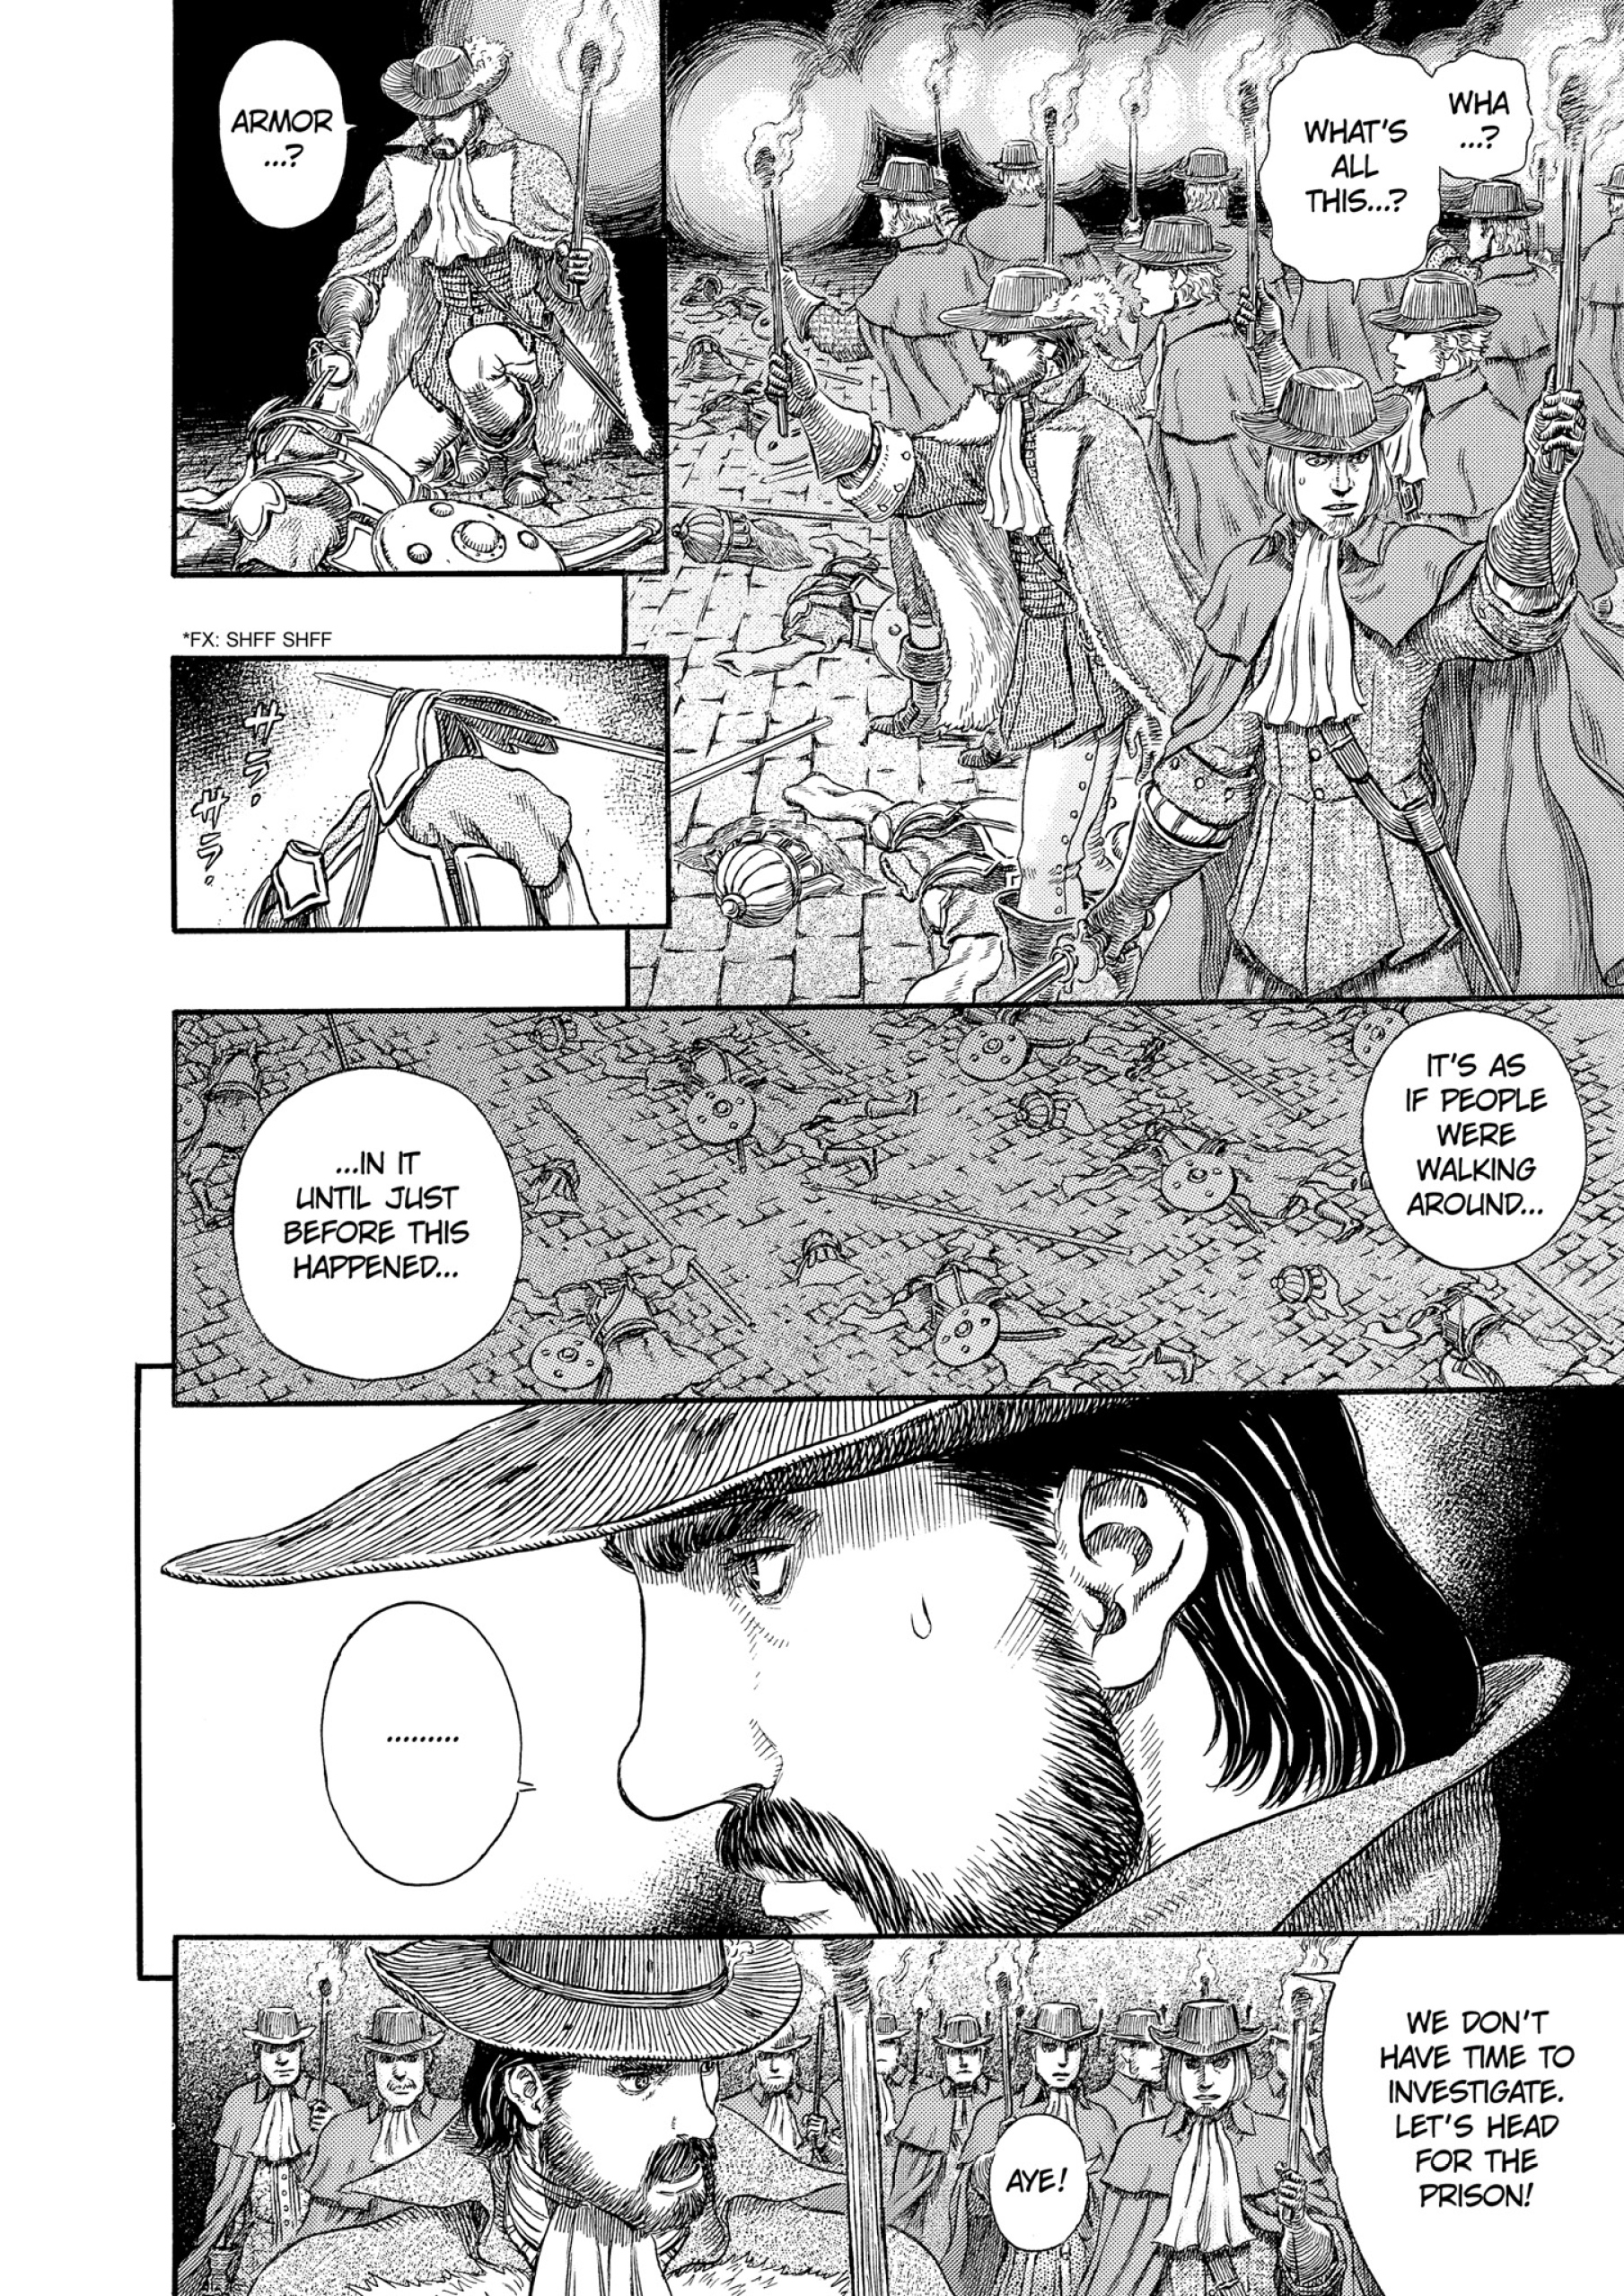 WHA
...?
WHAT'S
ALL
THIS...?
ARMOR
...?
*FX: SHFF SHFF
サラ.
サラ.
IT'S AS
IF PEOPLE
WERE
WALKING
AROUND...
...IN IT
UNTIL JUST
BEFORE THIS
HAPPENED...
.........
WE DON'T
HAVE TIME TO
INVESTIGATE.
LET'S HEAD
FOR THE
PRISON!
AYE!